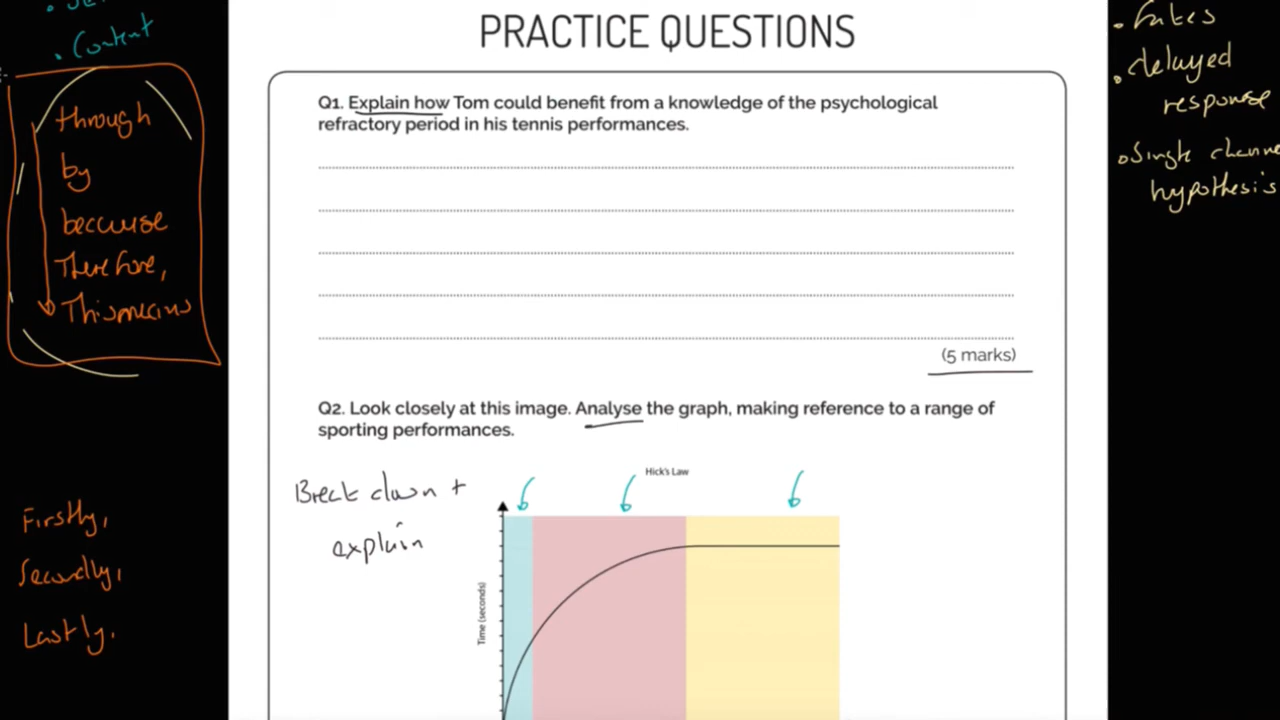 • Content
through
by
because
Therefore,
This means
Firstly,
Secondly,
Lastly.
PRACTICE QUESTIONS
Q1. Explain how Tom could benefit from a knowledge of the psychological
refractory period in his tennis performances.
(5 marks)
Q2. Look closely at this image. Analyse the graph, making reference to a range of
sporting performances.
Break down +
explain
Hick's Law
Time (seconds)
• Fakes
• delayed
response
• Single channe
hypothesis